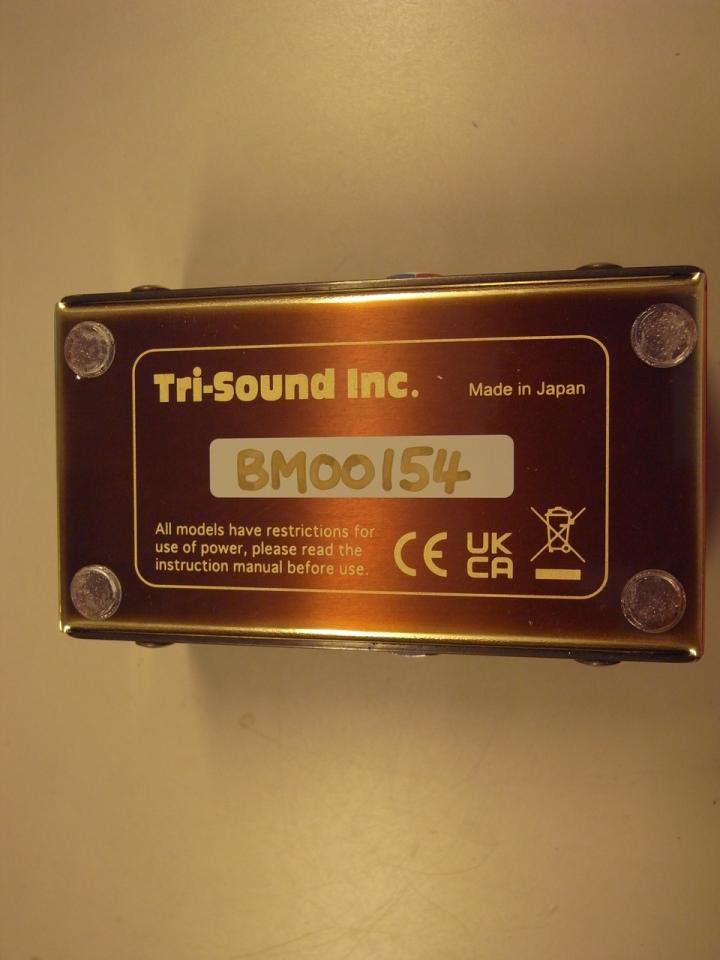 Tri-Sound Inc.
Made in Japan
BM00154
All models have restrictions for
use of power, please read the
instruction manual before use.
CE
UK
CA